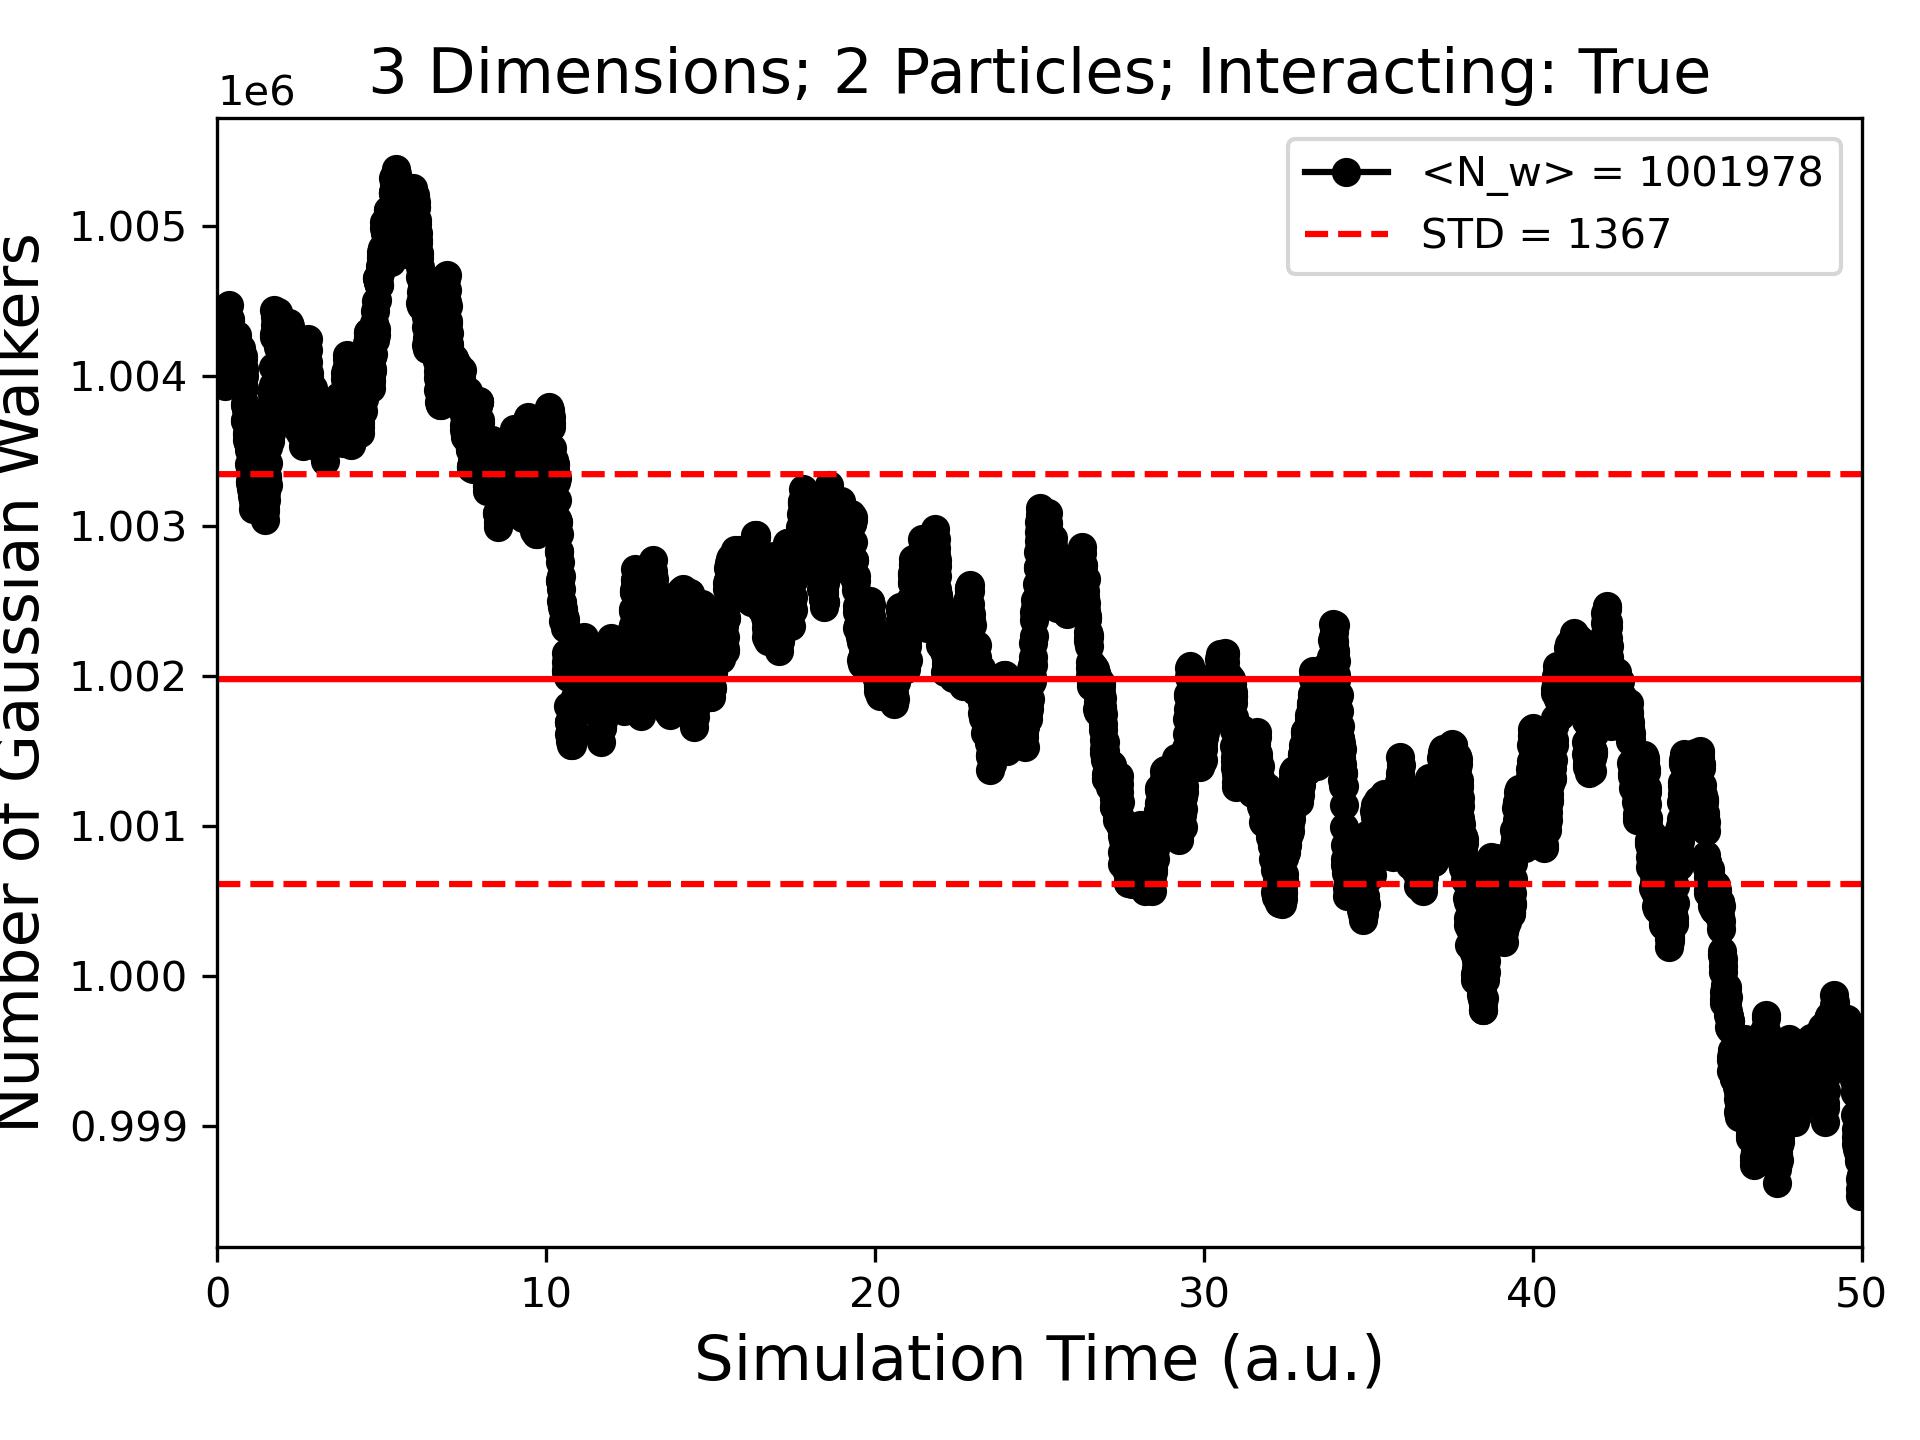 3 Dimensions; 2 Particles; Interacting: True
1e6
<N_w> = 1001978
STD = 1367
1.005
1.004
1.003
1.002
1.001
1.000
0.999
Number of Gaussian Walkers
0 10 20 30 40 50
Simulation Time (a.u.)